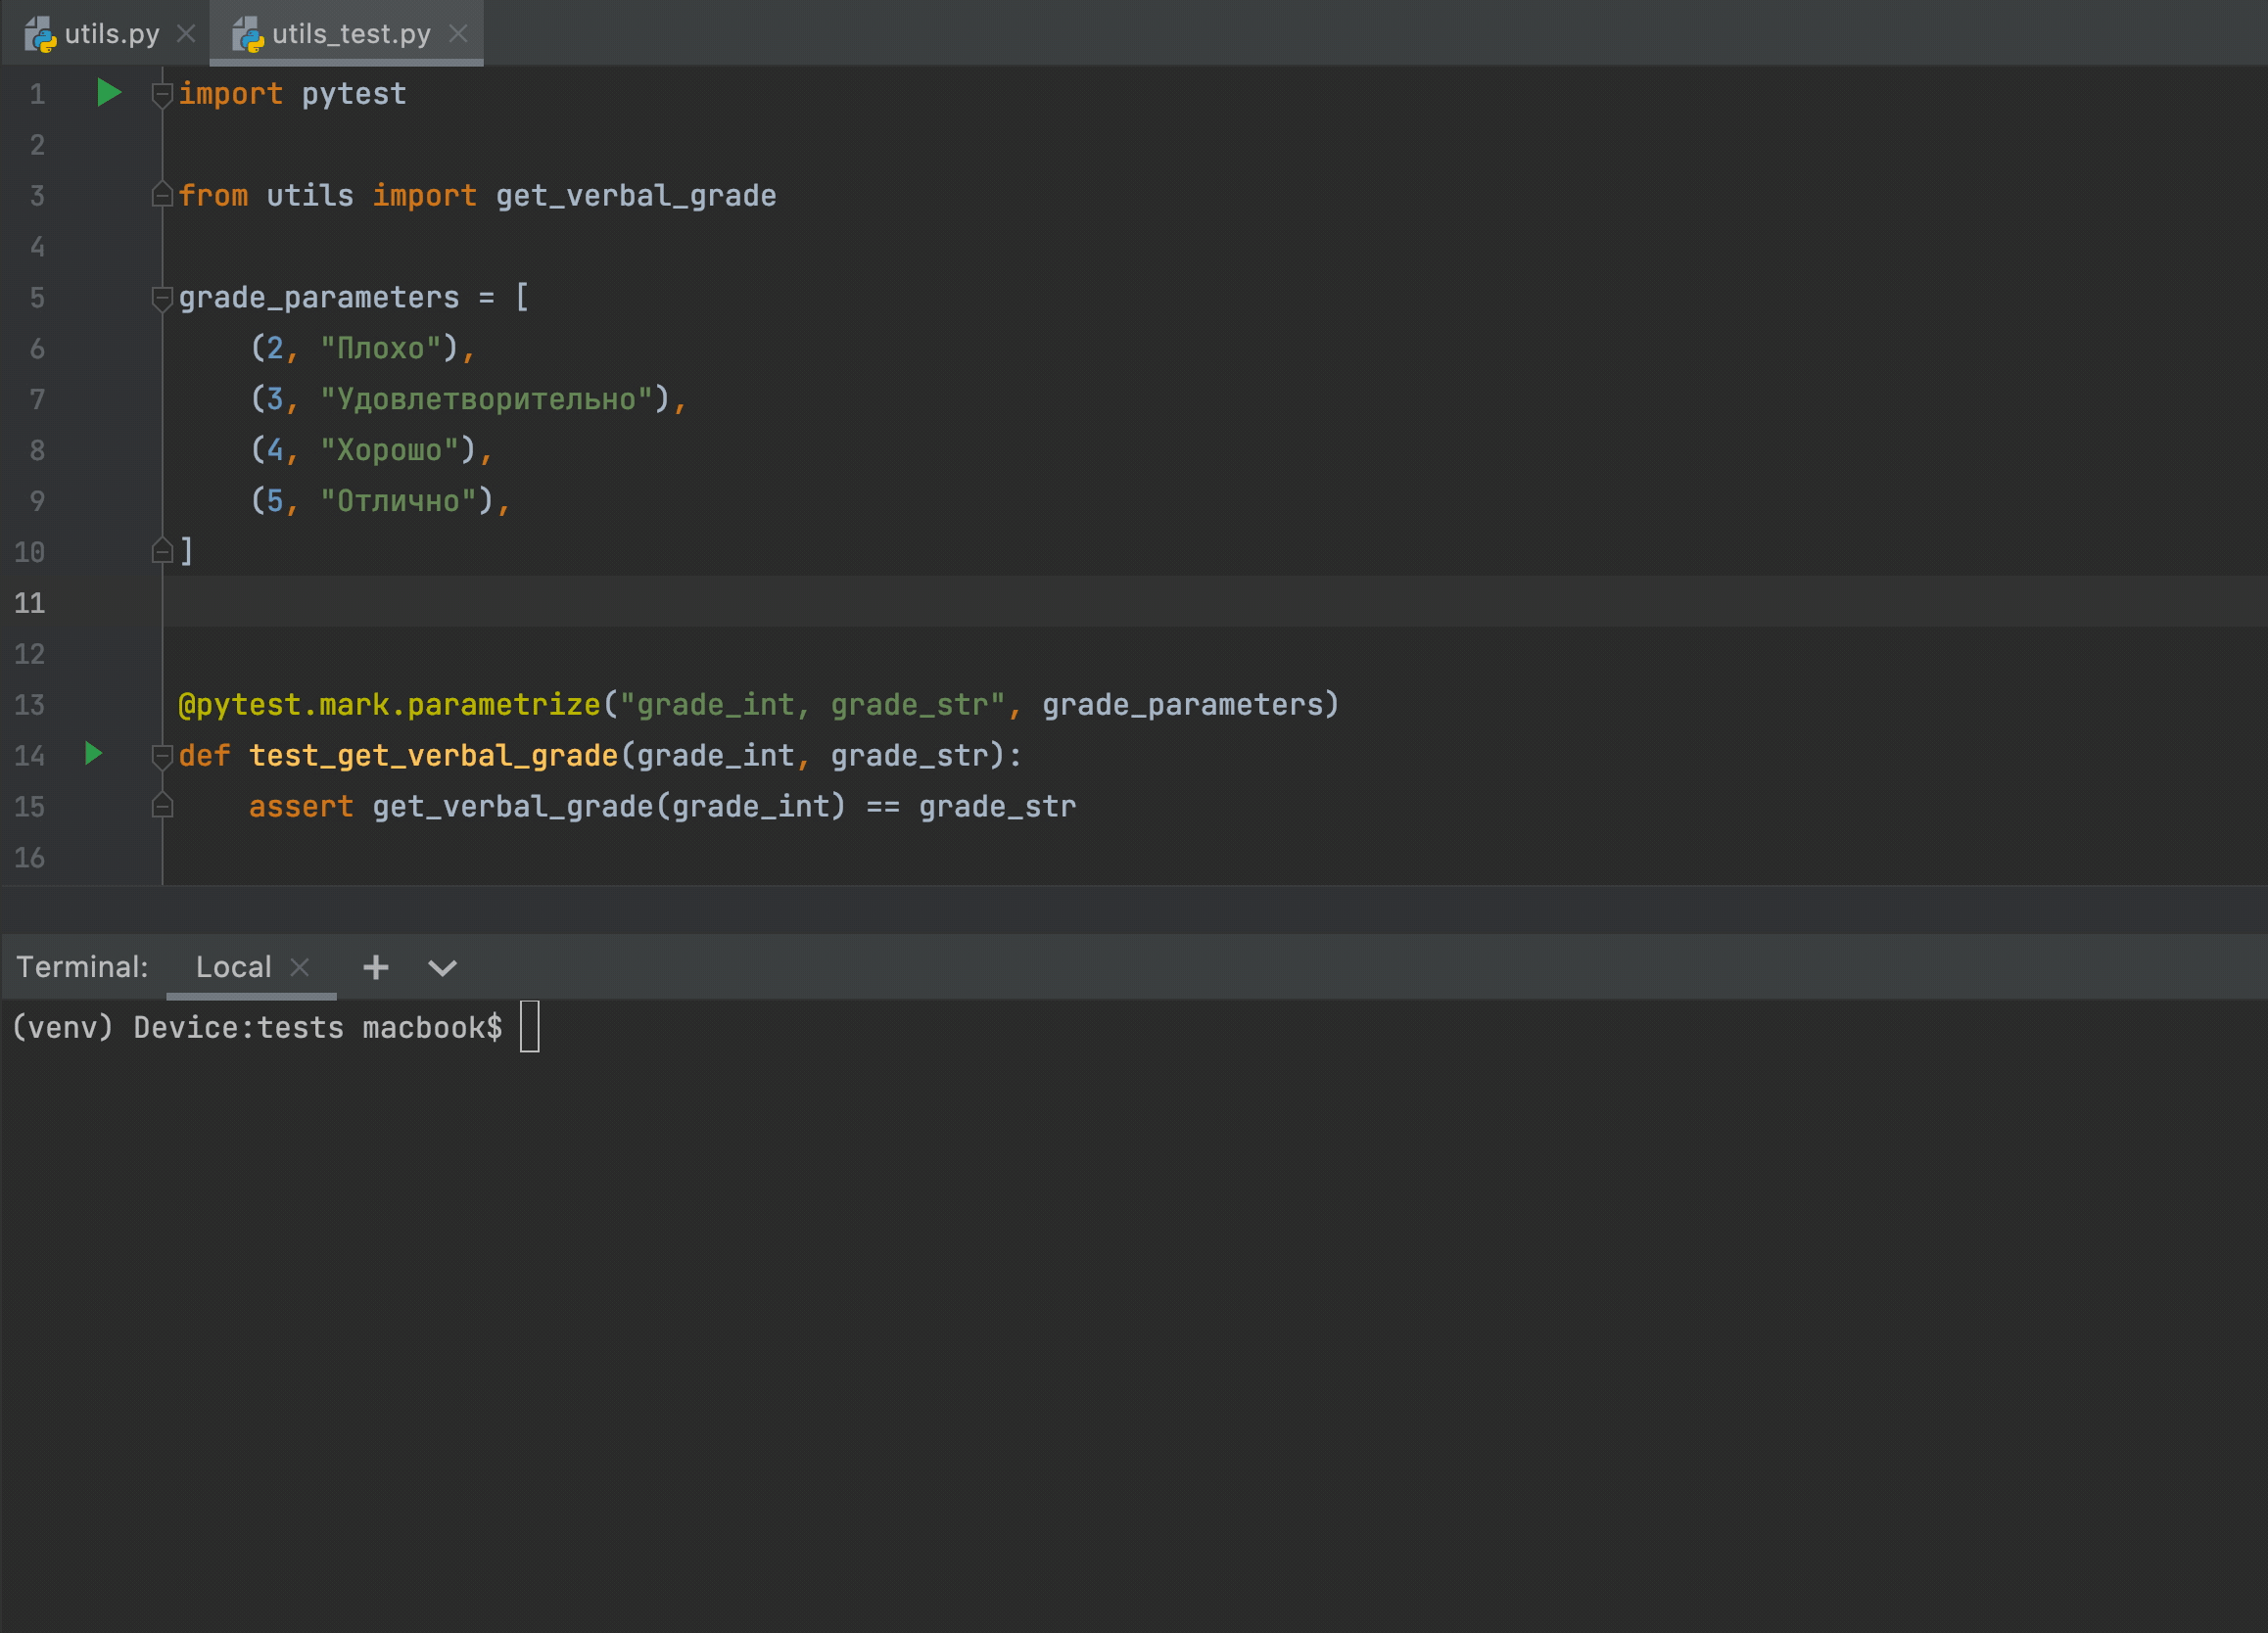 utils.py utils_test.py
1 import pytest
2
3 from utils import get_verbal_grade
4
5 grade_parameters = [
6     (2, "Плохо"),
7     (3, "Удовлетворительно"),
8     (4, "Хорошо"),
9     (5, "Отлично"),
10 ]
11
12
13 @pytest.mark.parametrize("grade_int, grade_str", grade_parameters)
14 def test_get_verbal_grade(grade_int, grade_str):
15     assert get_verbal_grade(grade_int) == grade_str
16
Terminal: Local
(venv) Device:tests macbook$